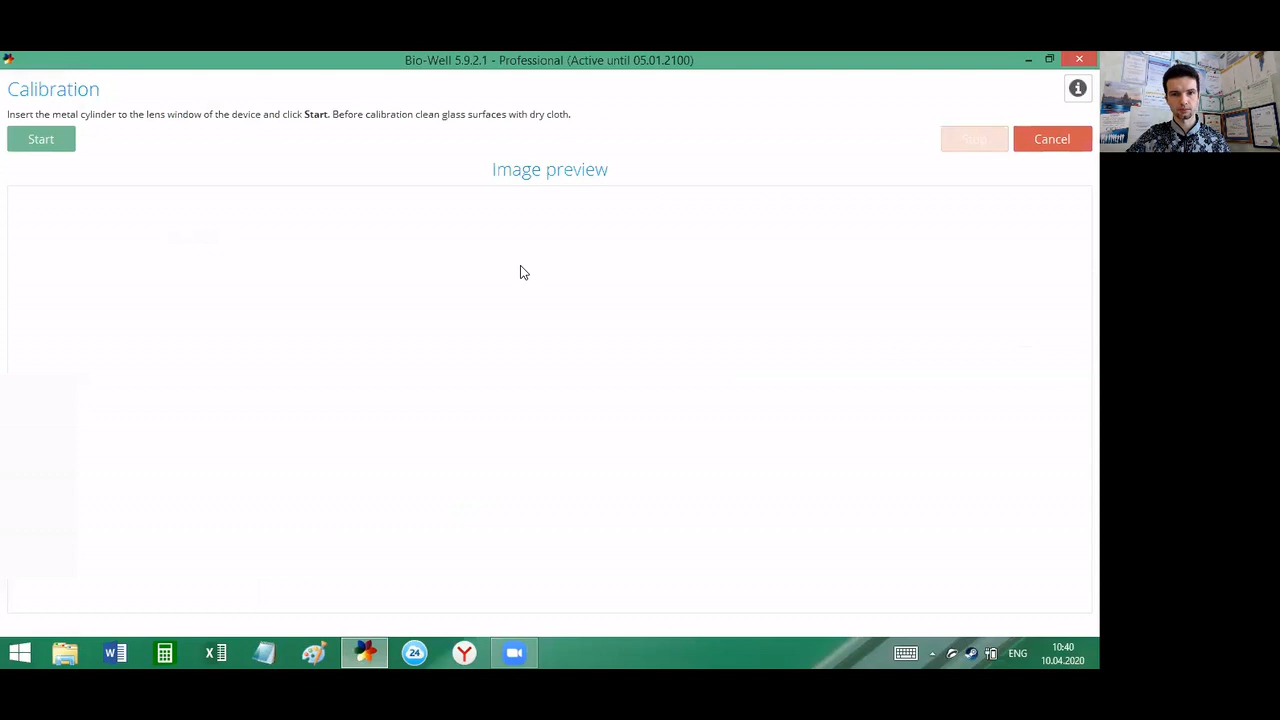 Bio-Well 5.9.2.1 - Professional (Active until 05.01.2100)
Calibration
Insert the metal cylinder to the lens window of the device and click Start. Before calibration clean glass surfaces with dry cloth.
Start
Stop
Cancel
Image preview
24
ENG
10:40
10.04.2020